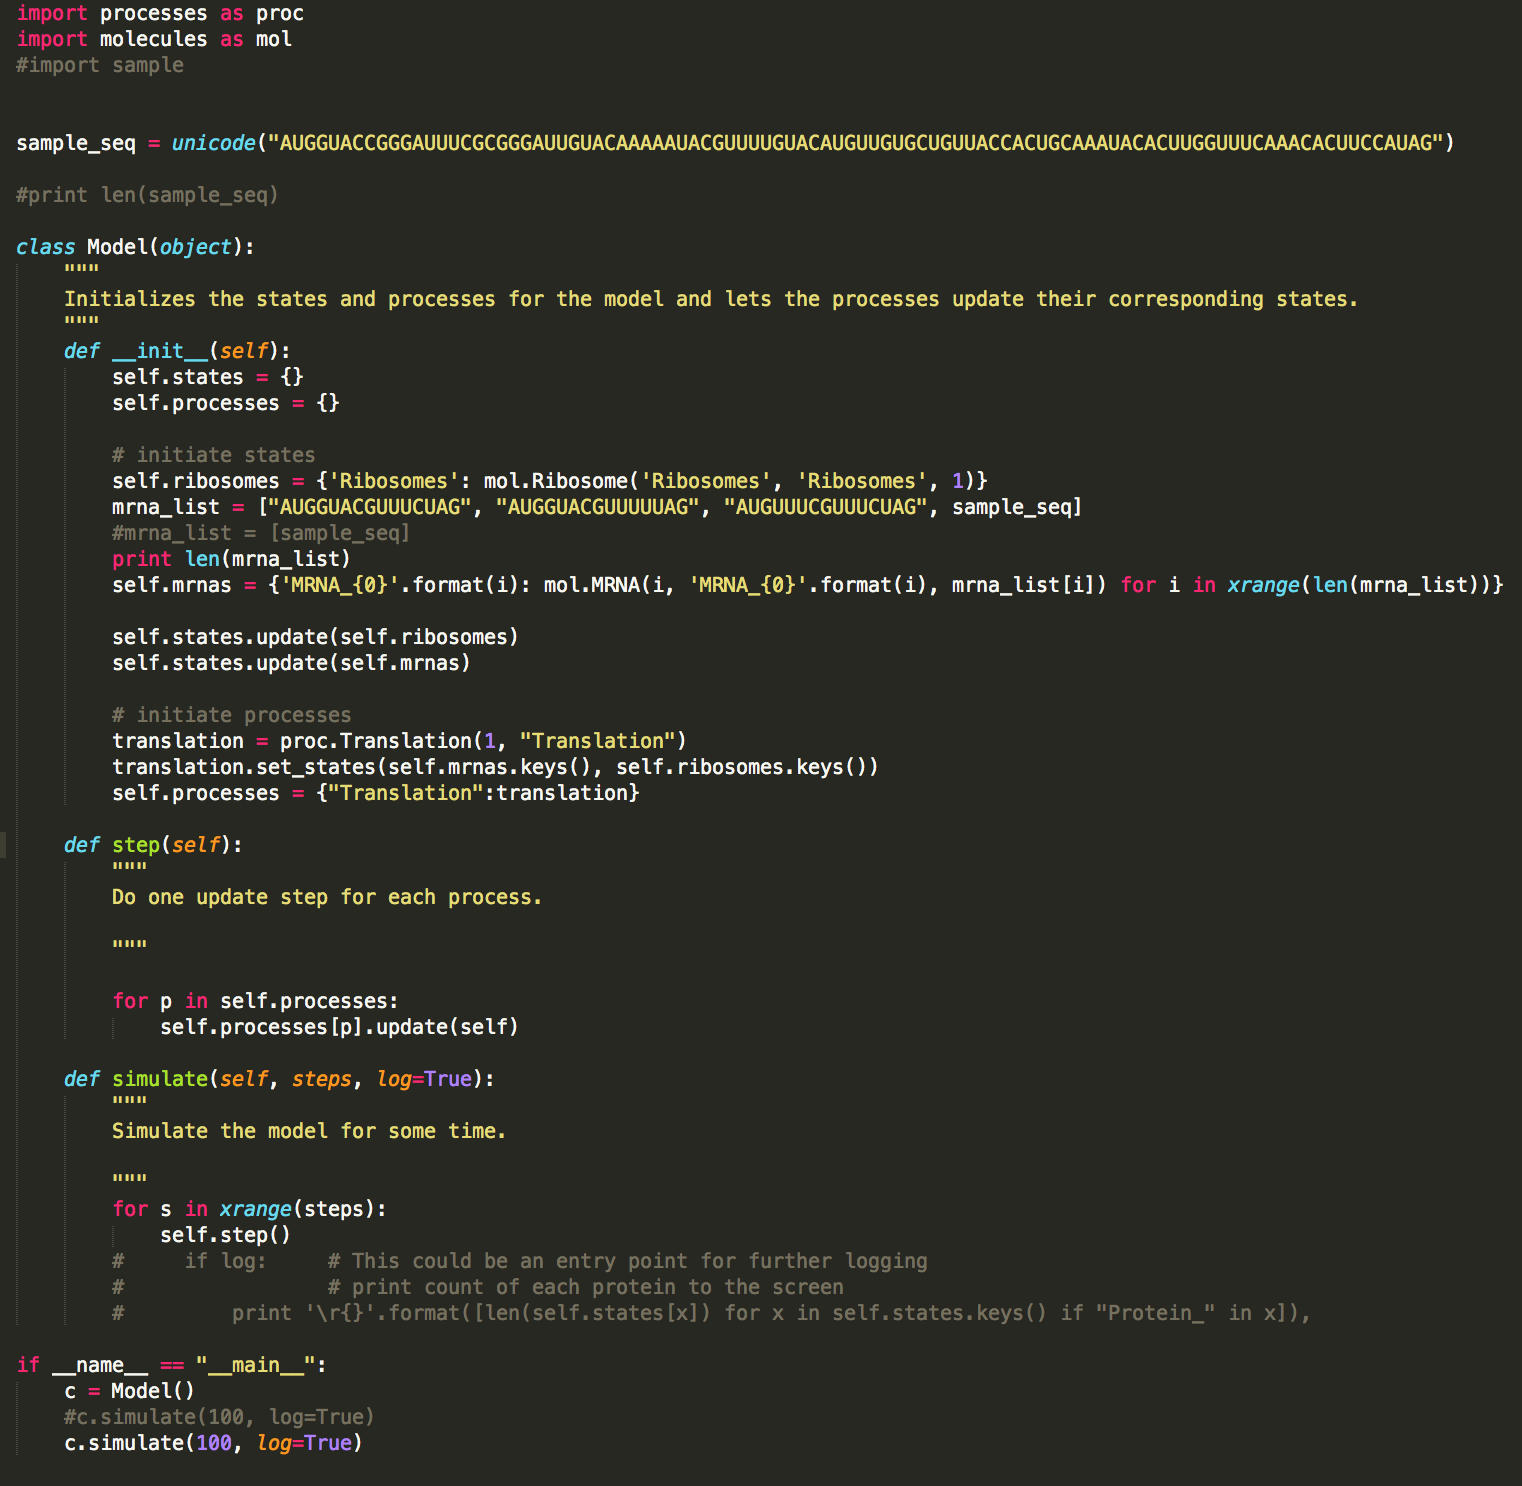 import processes as proc
import molecules as mol
#import sample
sample_seq = unicode("AUGGUACCGGGAUUUCGCGGGAUUGUACAAAAAUACGUUUUGUACAUGUUGUGCUGUUACCACUGCAAAUACACUUGGUUUCAAACACUUCCAUAG")
#print len(sample_seq)
class Model(object):
    """
    Initializes the states and processes for the model and lets the processes update their corresponding states.
    """
    def __init__(self):
        self.states = {}
        self.processes = {}
        # initiate states
        self.ribosomes = {'Ribosomes': mol.Ribosome('Ribosomes', 'Ribosomes', 1)}
        mrna_list = ["AUGGUACGUUUCUAG", "AUGGUACGUUUUUAG", "AUGUUUCGUUUCUAG", sample_seq]
        #mrna_list = [sample_seq]
        print len(mrna_list)
        self.mrnas = {'MRNA_{0}'.format(i): mol.MRNA(i, 'MRNA_{0}'.format(i), mrna_list[i]) for i in xrange(len(mrna_list))}
        self.states.update(self.ribosomes)
        self.states.update(self.mrnas)
        # initiate processes
        translation = proc.Translation(1, "Translation")
        translation.set_states(self.mrnas.keys(), self.ribosomes.keys())
        self.processes = {"Translation":translation}
    def step(self):
        """
        Do one update step for each process.
        """
        for p in self.processes:
            self.processes[p].update(self)
    def simulate(self, steps, log=True):
        """
        Simulate the model for some time.
        """
        for s in xrange(steps):
            self.step()
        #     if log:     # This could be an entry point for further logging
        #                 # print count of each protein to the screen
        #         print '\r{}'.format([len(self.states[x]) for x in self.states.keys() if "Protein_" in x]),
if __name__ == "__main__":
    c = Model()
    #c.simulate(100, log=True)
    c.simulate(100, log=True)